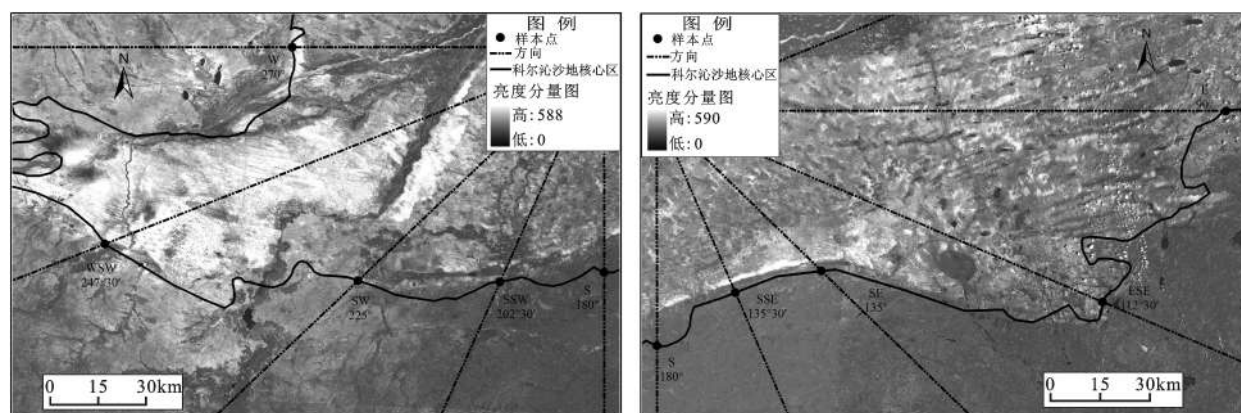 图 例
样本点
方向
科尔沁沙地核心区
亮度分量图
高:588
低:0
N
W
270°
WSW
247°30′
SW
225°
SSW
202°30′
S
180°
0 15 30km
图 例
样本点
方向
科尔沁沙地核心区
亮度分量图
高:590
低:0
N
E
90°
ESE
112°30′
SE
135°
SSE
135°30′
S
180°
0 15 30km